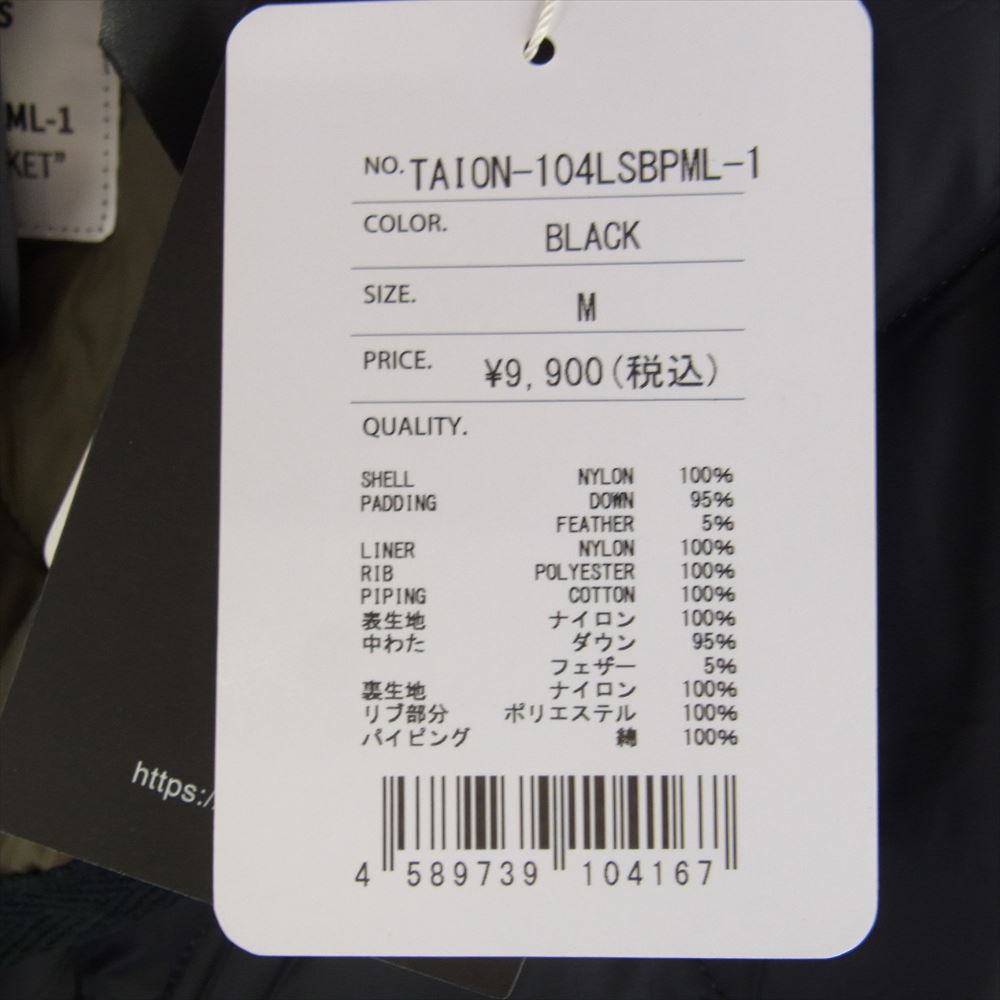 S
ML-1
KET”
NO. TAION-104LSBPML-1
COLOR. BLACK
SIZE. M
PRICE. ¥9,900(税込)
QUALITY.
SHELL NYLON 100%
PADDING DOWN 95%
FEATHER 5%
LINER NYLON 100%
RIB POLYESTER 100%
PIPING COTTON 100%
表生地 ナイロン 100%
中わた ダウン 95%
フェザー 5%
裏生地 ナイロン 100%
リブ部分 ポリエステル 100%
パイピング 綿 100%
https:/
4 589739 104167